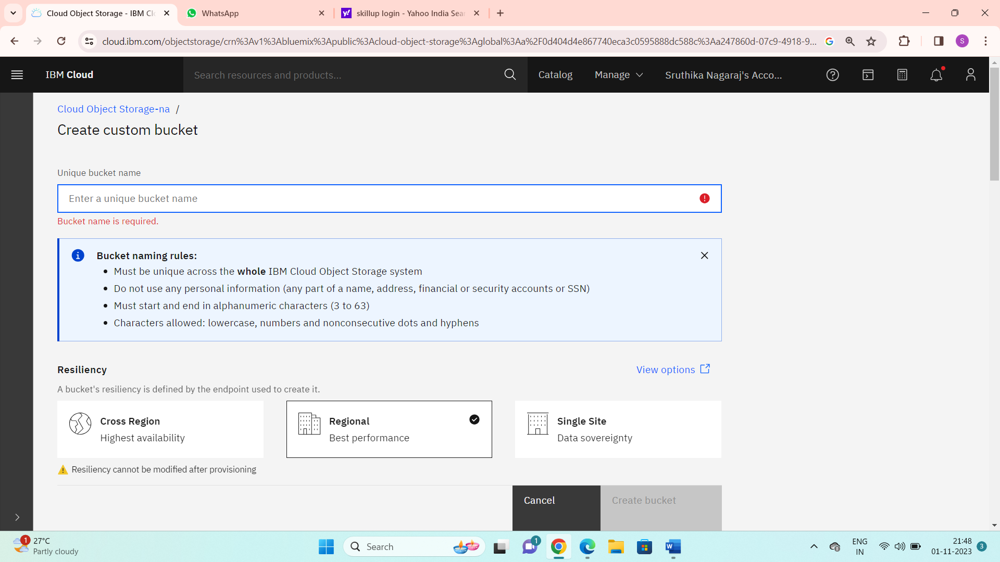 Cloud Object Storage - IBM Clo
WhatsApp
skillup login - Yahoo India Sear
cloud.ibm.com/objectstorage/crn%3Av1%3Abluemix%3Apublic%3Acloud-object-storage%3Aglobal%3Aa%2F0d404d4e867740eca3c0595888dc588c%3Aa247860d-07c9-4918-9...
S
IBM Cloud
Search resources and products...
Catalog
Manage
Sruthika Nagaraj's Acco...
Cloud Object Storage-na /
Create custom bucket
Unique bucket name
Enter a unique bucket name
Bucket name is required.
Bucket naming rules:
Must be unique across the whole IBM Cloud Object Storage system
Do not use any personal information (any part of a name, address, financial or security accounts or SSN)
Must start and end in alphanumeric characters (3 to 63)
Characters allowed: lowercase, numbers and nonconsecutive dots and hyphens
Resiliency
View options
A bucket's resiliency is defined by the endpoint used to create it.
Cross Region
Highest availability
Regional
Best performance
Single Site
Data sovereignty
Resiliency cannot be modified after provisioning
Cancel
Create bucket
1
27°C
Partly cloudy
Search
1
W
ENG
IN
21:48
01-11-2023
3